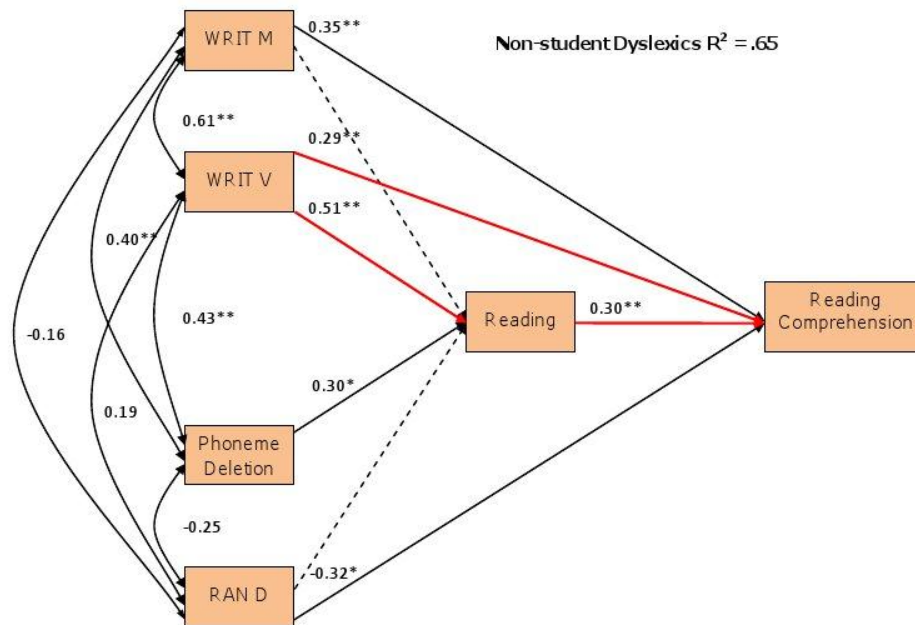 WRIT M
0.35**
Non-student Dyslexics R² = .65
0.61**
0.29**
WRIT V
0.51**
0.40**
0.43**
Reading
0.30**
Reading
Comprehension
-0.16
0.30*
0.19
Phoneme
Deletion
-0.25
-0.32*
RAN D